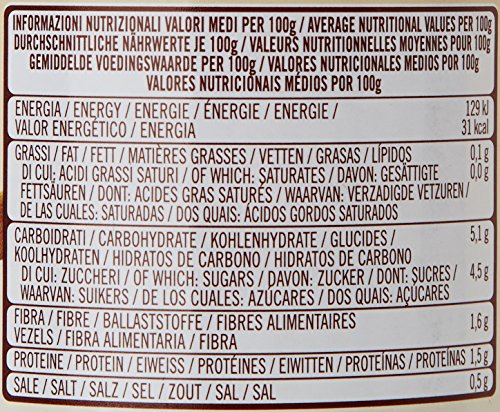 INFORMAZIONI NUTRIZIONALI VALORI MEDI PER 100g / AVERAGE NUTRITIONAL VALUES PER 100g
DURCHSCHNITTLICHE NÄHRWERTE JE 100g / VALEURS NUTRITIONNELLES MOYENNES POUR 100g
GEMIDDELDE VOEDINGSWAARDE PER 100g / VALORES NUTRICIONALES MEDIOS POR 100g
VALORES NUTRICIONAIS MÉDIOS POR 100g
ENERGIA / ENERGY / ENERGIE / ÉNERGIE / ENERGIE / 129 kJ
VALOR ENERGÉTICO / ENERGIA 31 kcal
GRASSI / FAT / FETT / MATIÈRES GRASSES / VETTEN / GRASAS / LÍPIDOS 0,1 g
DI CUI: ACIDI GRASSI SATURI / OF WHICH: SATURATES / DAVON: GESÄTTIGTE 0,0 g
FETTSÄUREN / DONT: ACIDES GRAS SATURÉS / WAARVAN: VERZADIGDE VETZUREN /
DE LAS CUALES: SATURADAS / DOS QUAIS: ÁCIDOS GORDOS SATURADOS
CARBOIDRATI / CARBOHYDRATE / KOHLENHYDRATE / GLUCIDES / 5,1 g
KOOLHYDRATEN / HIDRATOS DE CARBONO / HIDRATOS DE CARBONO
DI CUI: ZUCCHERI / OF WHICH: SUGARS / DAVON: ZUCKER / DONT: SUCRES / 4,5 g
WAARVAN: SUIKERS / DE LOS CUALES: AZÚCARES / DOS QUAIS: AÇÚCARES
FIBRA / FIBRE / BALLASTSTOFFE / FIBRES ALIMENTAIRES 1,6 g
VEZELS / FIBRA ALIMENTARIA / FIBRA
PROTEINE / PROTEIN / EIWEISS / PROTÉINES / EIWITTEN / PROTEÍNAS / PROTEÍNAS 1,5 g
SALE / SALT / SALZ / SEL / ZOUT / SAL / SAL 0,5 g